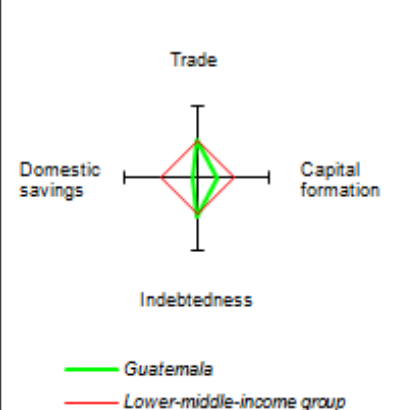 Trade
Domestic
savings
Capital
formation
Indebtedness
Guatemala
Lower-middle-income group